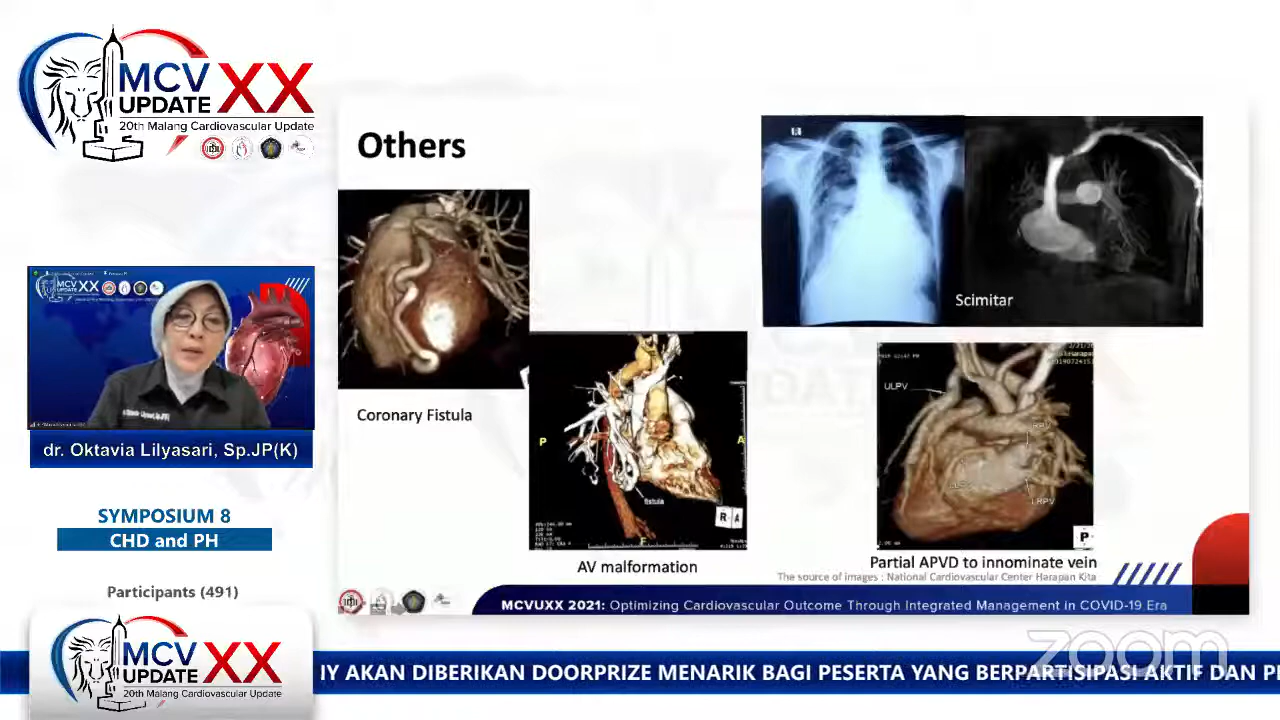 MCV XX
UPDATE
20th Malang Cardiovascular Update
MCV XX
dr. Oktavia Lilyasari, Sp.JP(K)
SYMPOSIUM 8
CHD and PH
Participants (491)
MCV XX
UPDATE
20th Malang Cardiovascular Update
Others
Coronary Fistula
P
A
fistula
F
R A
AV malformation
Scimitar
ULPV
P
Partial APVD to innominate vein
The source of images : National Cardiovascular Center Harapan Kita
MCVUXX 2021: Optimizing Cardiovascular Outcome Through Integrated Management in COVID-19 Era
zoom
IY AKAN DIBERIKAN DOORPRIZE MENARIK BAGI PESERTA YANG BERPARTISIPASI AKTIF DAN